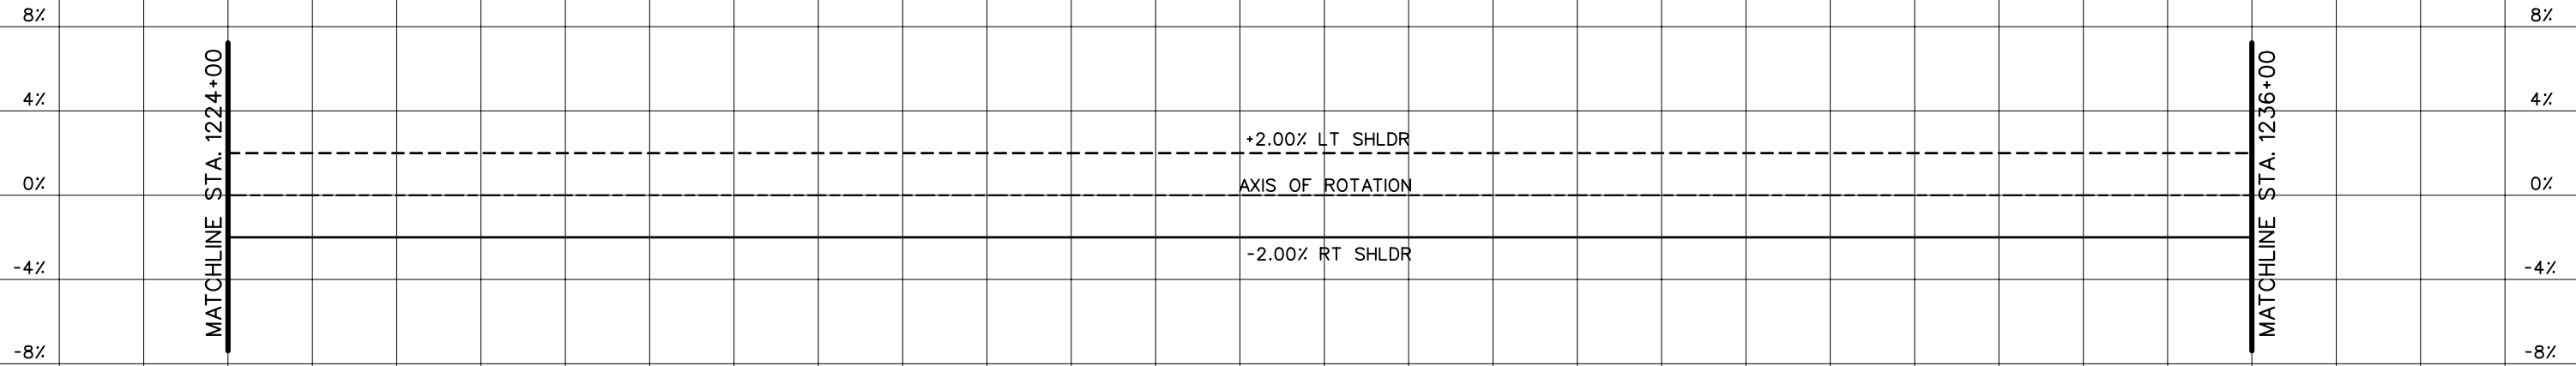 8%
8%
4%
4%
0%
0%
-4%
-4%
-8%
-8%
MATCHLINE STA. 1224+00
+2.00% LT SHLDR
AXIS OF ROTATION
-2.00% RT SHLDR
MATCHLINE STA. 1236+00